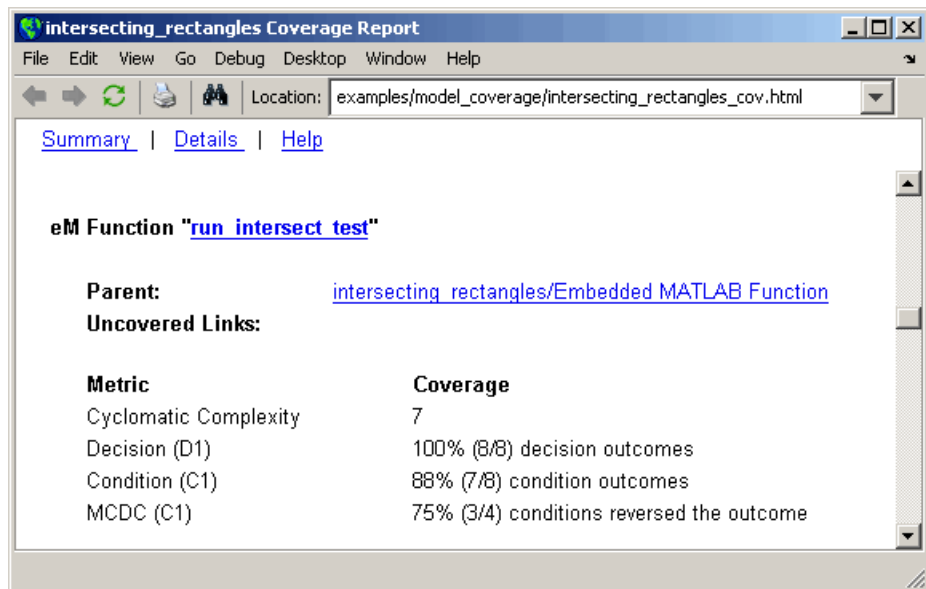 intersecting_rectangles Coverage Report
File Edit View Go Debug Desktop Window Help
Location: examples/model_coverage/intersecting_rectangles_cov.html
Summary | Details | Help
eM Function "run_intersect_test"
Parent: intersecting_rectangles/Embedded MATLAB Function
Uncovered Links:
Metric Coverage
Cyclomatic Complexity 7
Decision (D1) 100% (8/8) decision outcomes
Condition (C1) 88% (7/8) condition outcomes
MCDC (C1) 75% (3/4) conditions reversed the outcome